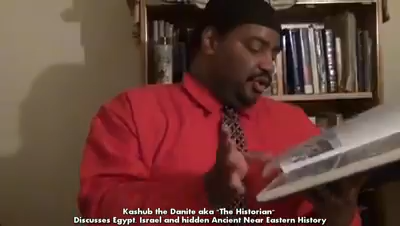 Kashub the Danite aka "The Historian"
Discusses Egypt, Israel and hidden Ancient Near Eastern History